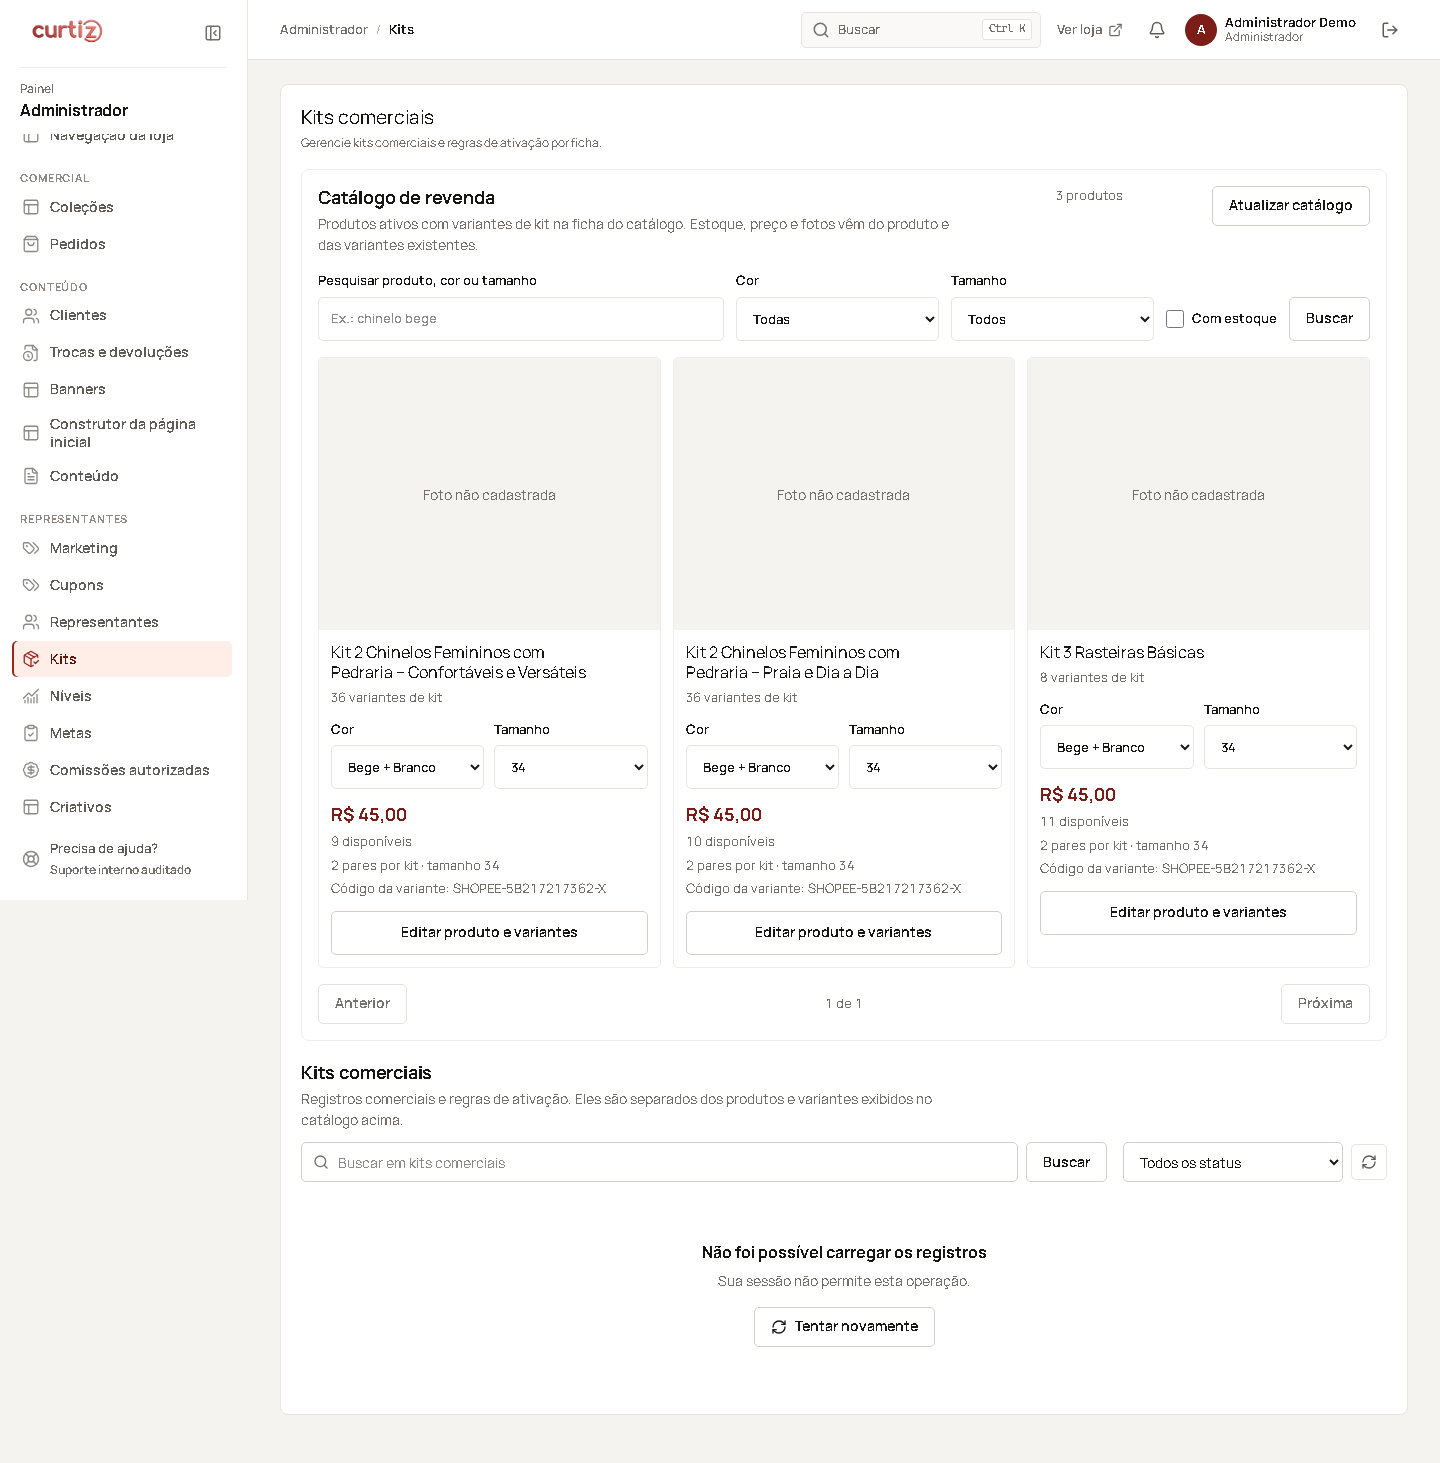 curtiz
Painel
Administrador
Navegação da loja
COMERCIAL
Coleções
Pedidos
CONTEÚDO
Clientes
Trocas e devoluções
Banners
Construtor da página
inicial
Conteúdo
REPRESENTANTES
Marketing
Cupons
Representantes
Kits
Níveis
Metas
Comissões autorizadas
Criativos
Precisa de ajuda?
Suporte interno auditado
Administrador / Kits
Buscar Ctrl K
Ver loja
A
Administrador Demo
Administrador
Kits comerciais
Gerencie kits comerciais e regras de ativação por ficha.
Catálogo de revenda
3 produtos
Atualizar catálogo
Produtos ativos com variantes de kit na ficha do catálogo. Estoque, preço e fotos vêm do produto e
das variantes existentes.
Pesquisar produto, cor ou tamanho
Cor
Tamanho
Ex.: chinelo bege
Todas
Todos
Com estoque
Buscar
Foto não cadastrada
Kit 2 Chinelos Femininos com
Pedraria – Confortáveis e Versáteis
36 variantes de kit
Cor
Tamanho
Bege + Branco
34
R$ 45,00
9 disponíveis
2 pares por kit · tamanho 34
Código da variante: SHOPEE-5B217217362-X
Editar produto e variantes
Foto não cadastrada
Kit 2 Chinelos Femininos com
Pedraria – Praia e Dia a Dia
36 variantes de kit
Cor
Tamanho
Bege + Branco
34
R$ 45,00
10 disponíveis
2 pares por kit · tamanho 34
Código da variante: SHOPEE-5B217217362-X
Editar produto e variantes
Foto não cadastrada
Kit 3 Rasteiras Básicas
8 variantes de kit
Cor
Tamanho
Bege + Branco
34
R$ 45,00
11 disponíveis
2 pares por kit · tamanho 34
Código da variante: SHOPEE-5B217217362-X
Editar produto e variantes
Anterior
1 de 1
Próxima
Kits comerciais
Registros comerciais e regras de ativação. Eles são separados dos produtos e variantes exibidos no
catálogo acima.
Buscar em kits comerciais
Buscar
Todos os status
Não foi possível carregar os registros
Sua sessão não permite esta operação.
Tentar novamente